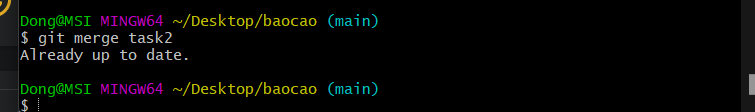 Dong@MSI MINGW64 ~/Desktop/baocao (main)
$ git merge task2
Already up to date.
Dong@MSI MINGW64 ~/Desktop/baocao (main)
$